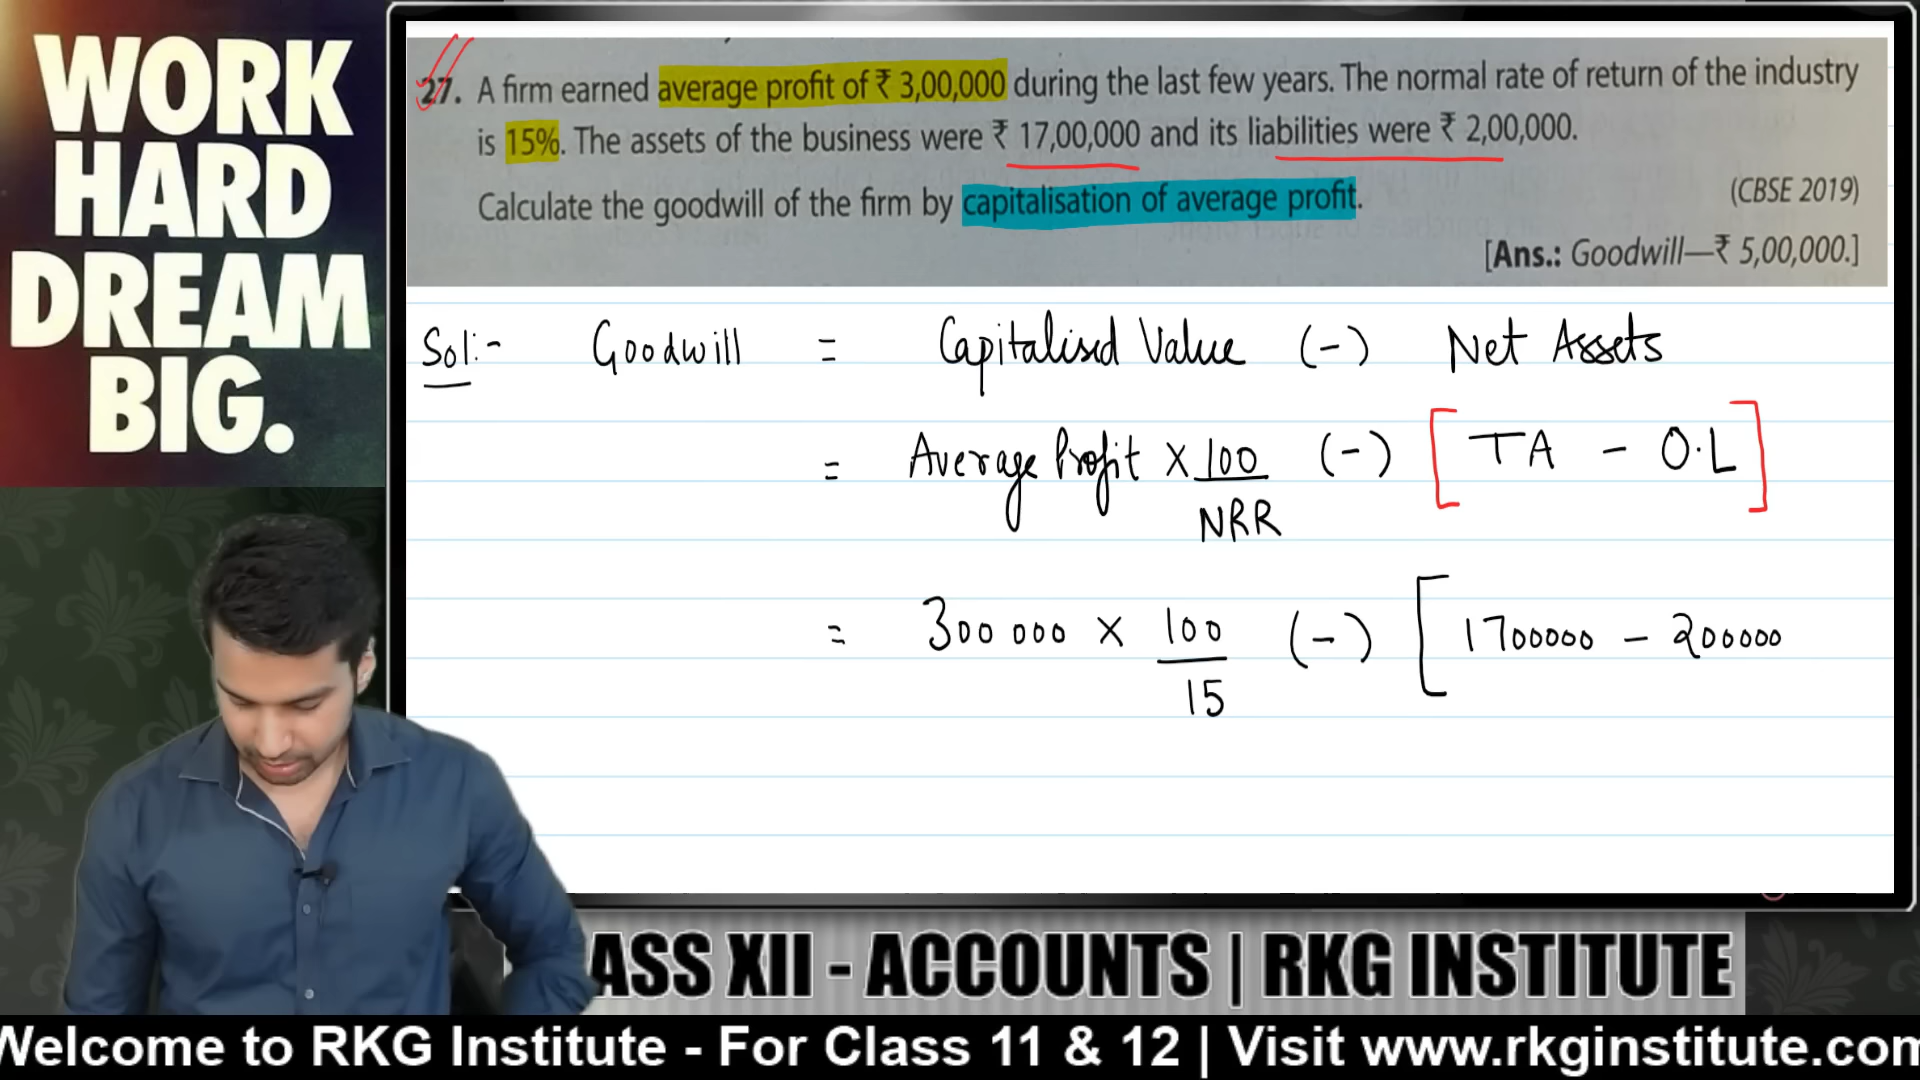 WORK
HARD
DREAM
BIG.
27. A firm earned average profit of ₹ 3,00,000 during the last few years. The normal rate of return of the industry
is 15%. The assets of the business were ₹ 17,00,000 and its liabilities were ₹ 2,00,000.
Calculate the goodwill of the firm by capitalisation of average profit. (CBSE 2019)
[Ans.: Goodwill—₹ 5,00,000.]
Sol:- Goodwill = Capitalised Value (-) Net Assets
= Average Profit × 100/NRR (-) [TA - O.L]
= 300 000 × 100/15 (-) [1700000 - 200000
ASS XII - ACCOUNTS | RKG INSTITUTE
Welcome to RKG Institute - For Class 11 & 12 | Visit www.rkginstitute.com